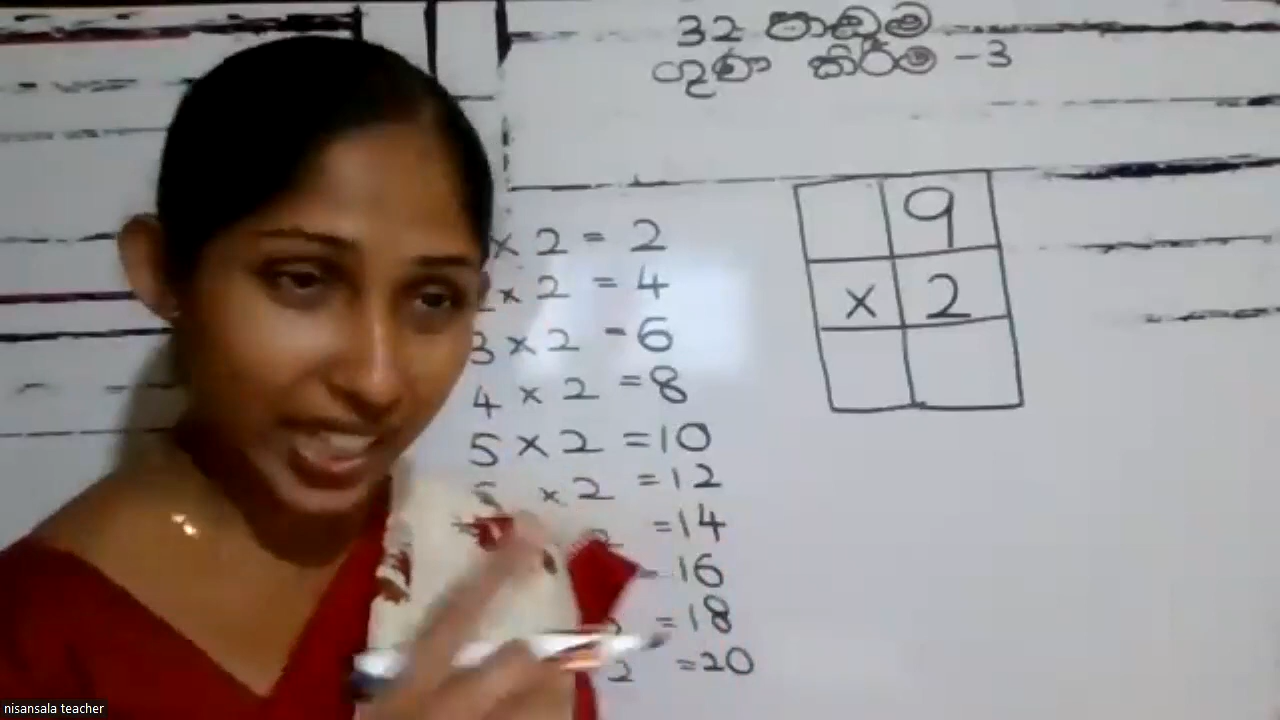 32 පාඩම
ගුණ කිරීම - 3
× 2 = 2
× 2 = 4
3 × 2 = 6
4 × 2 = 8
5 × 2 = 10
6 × 2 = 12
= 14
= 16
= 18
2 = 20
9
× 2
nisansala teacher